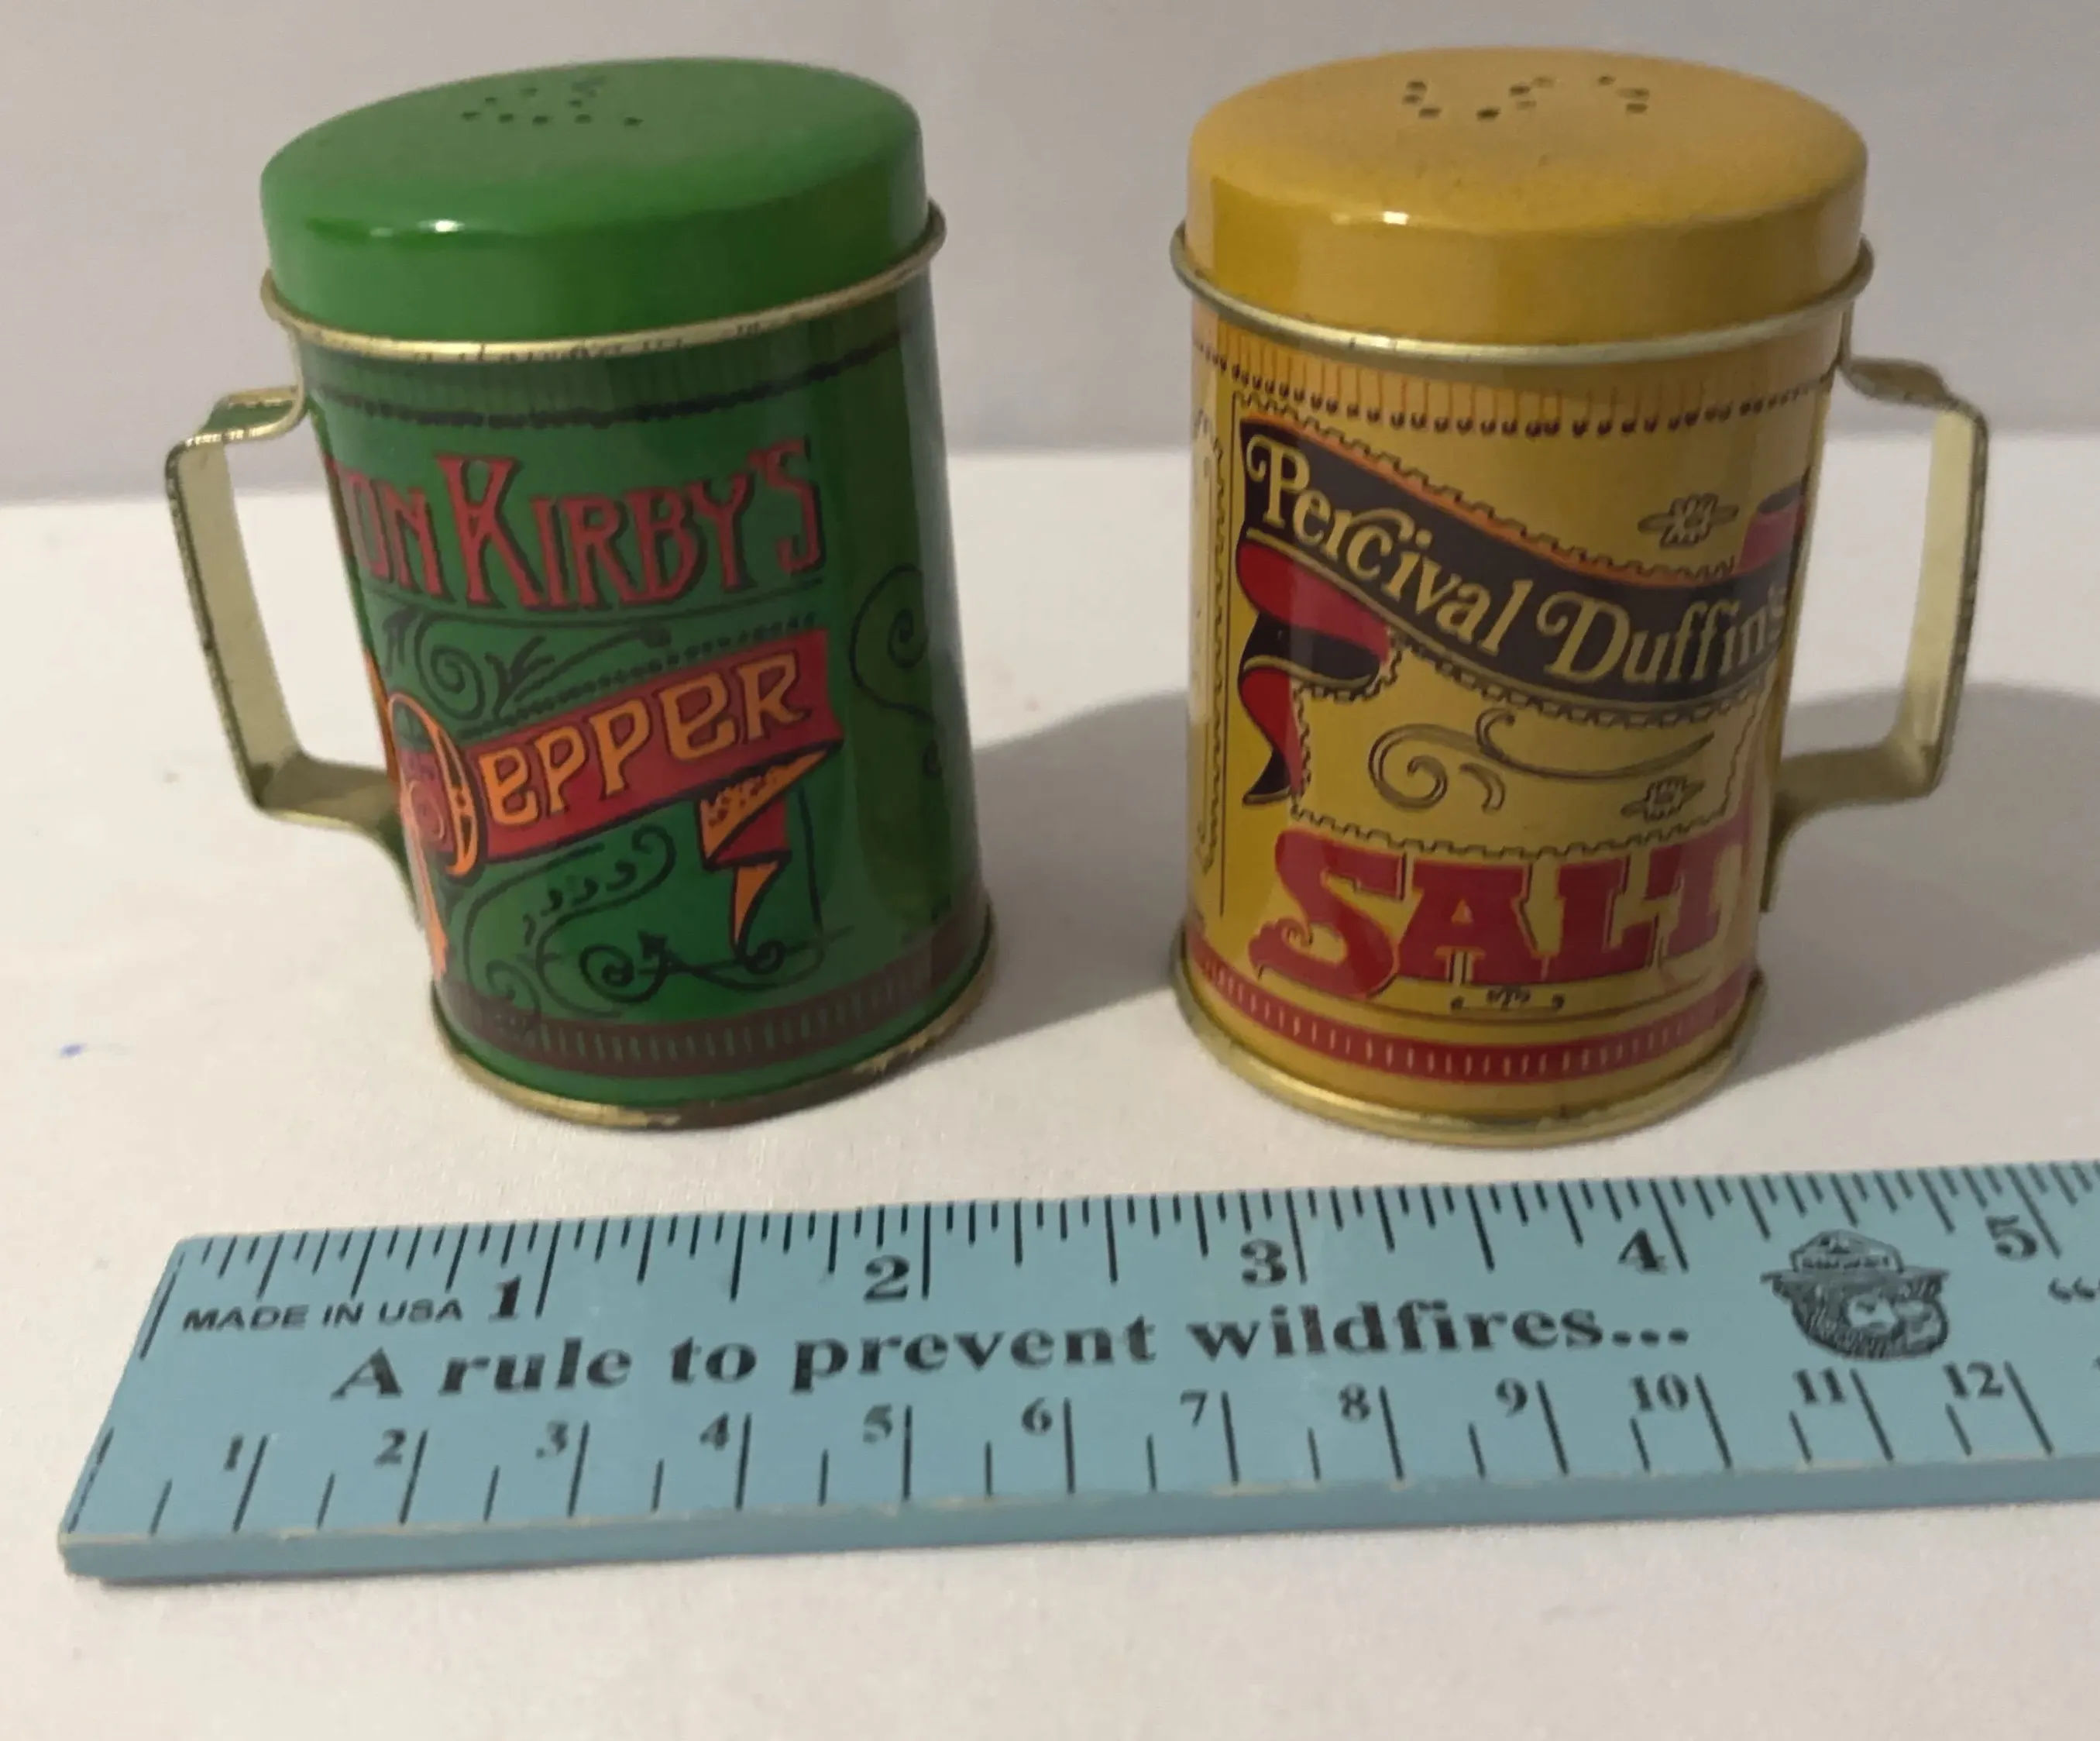 ON KIRBY'S
PEPPER
Percival Duffin's
SALT
1 2 3 4 5
MADE IN USA
A rule to prevent wildfires... “
1 2 3 4 5 6 7 8 9 10 11 12